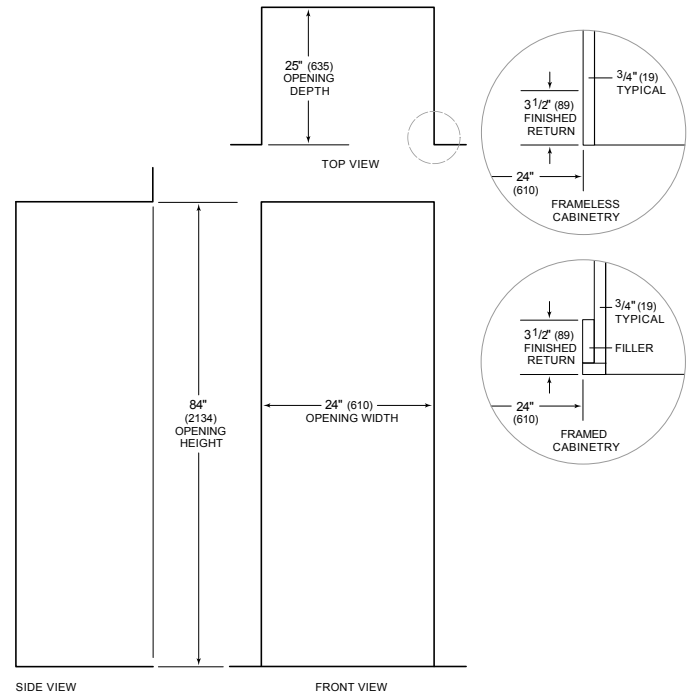 25" (635)
OPENING
DEPTH
TOP VIEW
3/4" (19)
TYPICAL
3 1/2" (89)
FINISHED
RETURN
24"
(610)
FRAMELESS
CABINETRY
3/4" (19)
TYPICAL
3 1/2" (89)
FINISHED
RETURN
FILLER
24"
(610)
FRAMED
CABINETRY
84"
(2134)
OPENING
HEIGHT
24" (610)
OPENING WIDTH
SIDE VIEW
FRONT VIEW